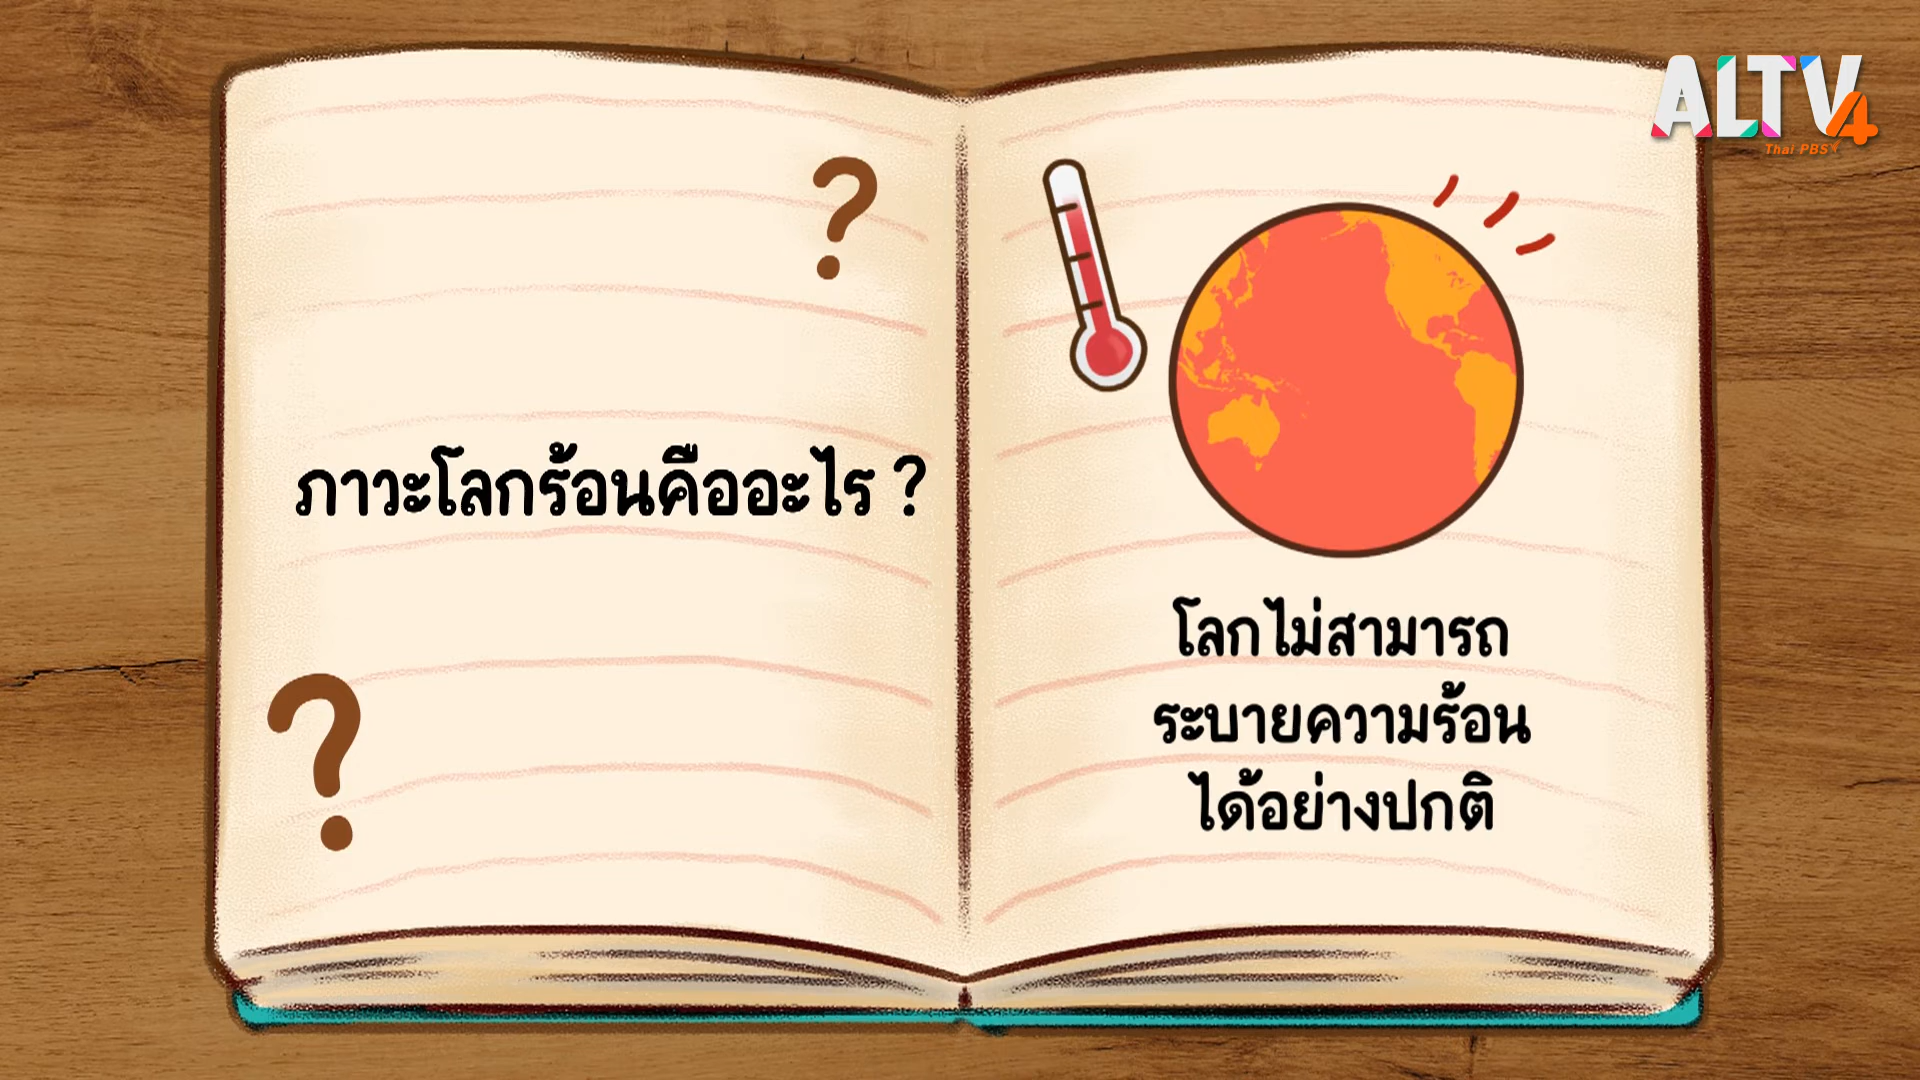 ALTV4
Thai PBS
ภาวะโลกร้อนคืออะไร ?
โลกไม่สามารถ
ระบายความร้อน
ได้อย่างปกติ